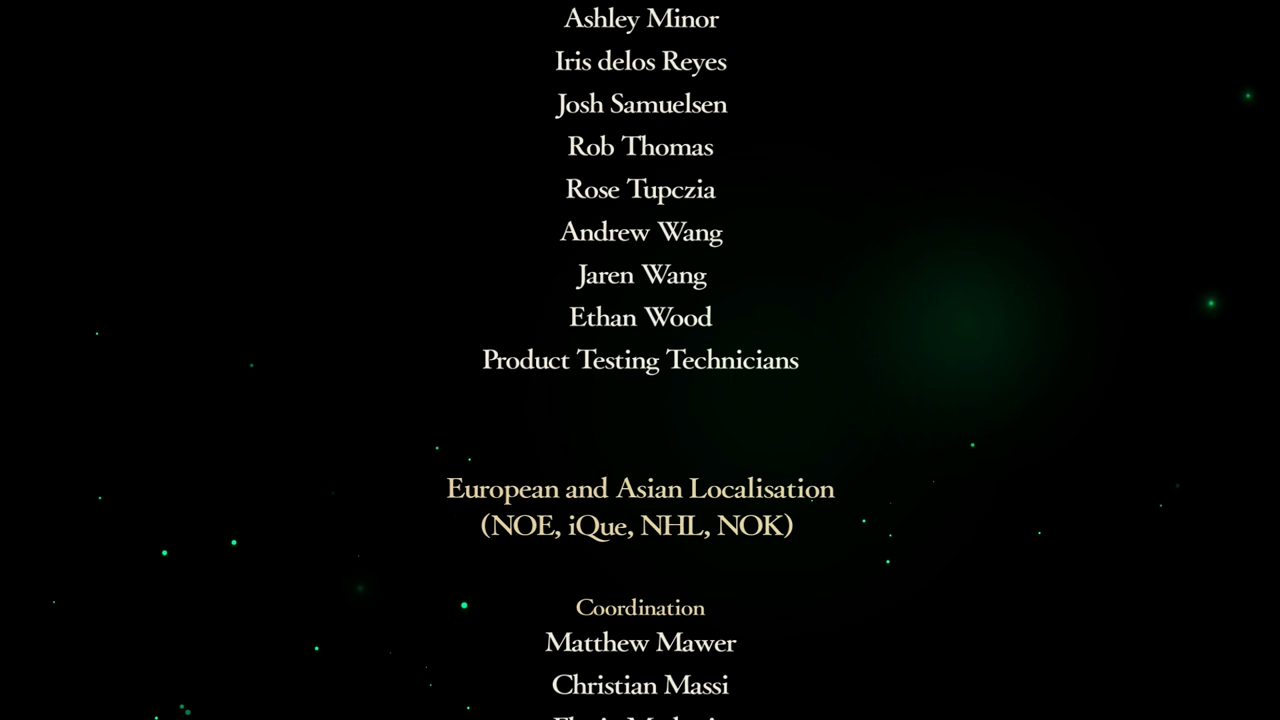 Ashley Minor
Iris delos Reyes
Josh Samuelsen
Rob Thomas
Rose Tupczia
Andrew Wang
Jaren Wang
Ethan Wood
Product Testing Technicians
European and Asian Localisation
(NOE, iQue, NHL, NOK)
Coordination
Matthew Mawer
Christian Massi